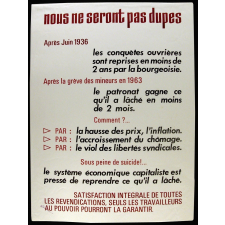 nous ne seront pas dupes
Après Juin 1936
les conquêtes ouvrières
sont reprises en moins de
2 ans par la bourgeoisie.
Après la grève des mineurs en 1963
le patronat gagne ce
qu'il a lâché en moins
de 2 mois.
Comment ?...
▷ PAR : la hausse des prix, l'inflation.
▷ PAR : l'accroissement du chômage.
▷ PAR : le viol des libertés syndicales.
Sous peine de suicide!...
le système économique capitaliste est
pressé de reprendre ce qu'il a lâché.
SATISFACTION INTEGRALE DE TOUTES
LES REVENDICATIONS, SEULS LES TRAVAILLEURS
AU POUVOIR POURRONT LA GARANTIR.